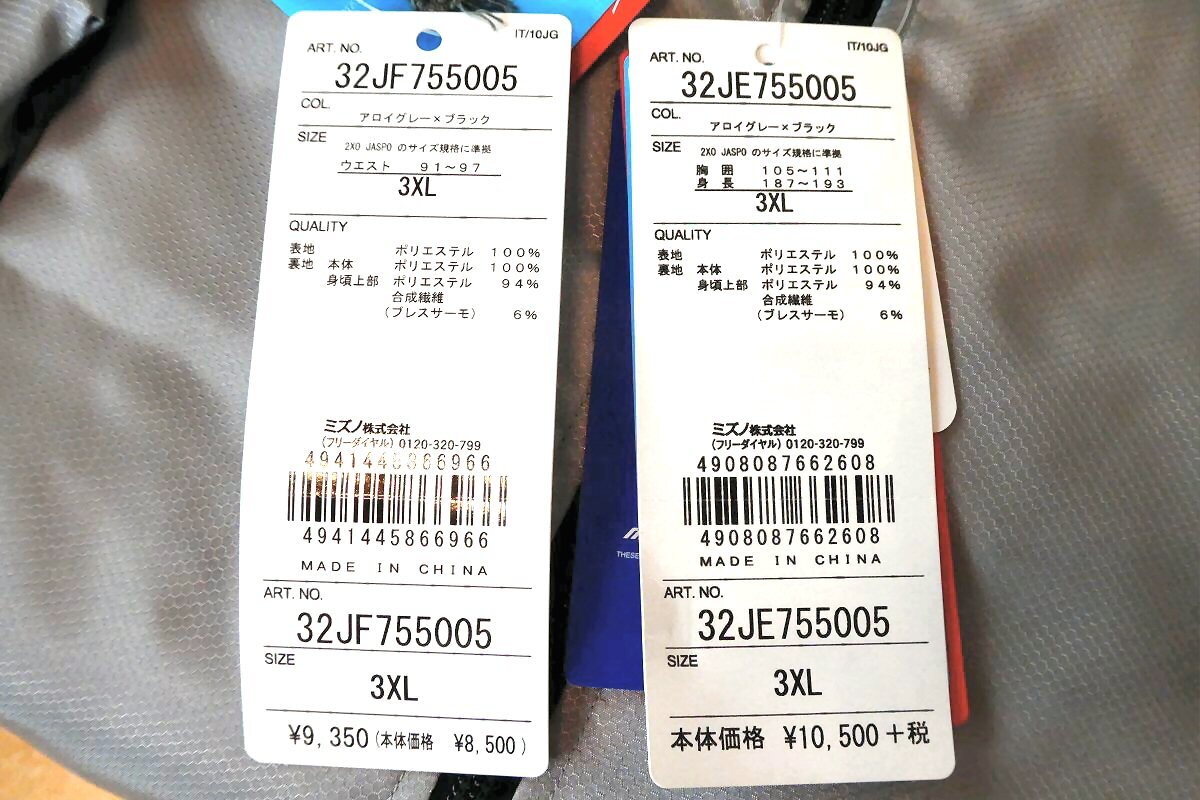 IT/10JG
ART. NO.
32JF755005
COL.
アロイグレー×ブラック
SIZE
2XO JASPO のサイズ規格に準拠
ウエスト 91~97
3XL
QUALITY
表地 ポリエステル 100%
裏地 本体 ポリエステル 100%
身頃上部 ポリエステル 94%
合成繊維
(ブレスサーモ) 6%
ミズノ株式会社
(フリーダイヤル) 0120-320-799
4941445866966
4941445866966
MADE IN CHINA
ART. NO.
32JF755005
SIZE
3XL
¥9,350(本体価格 ¥8,500)
IT/10JG
ART. NO.
32JE755005
COL.
アロイグレー×ブラック
SIZE
2XO JASPO のサイズ規格に準拠
胸囲 105~111
身長 187~193
3XL
QUALITY
表地 ポリエステル 100%
裏地 本体 ポリエステル 100%
身頃上部 ポリエステル 94%
合成繊維
(ブレスサーモ) 6%
ミズノ株式会社
(フリーダイヤル) 0120-320-799
4908087662608
4908087662608
MADE IN CHINA
ART. NO.
32JE755005
SIZE
3XL
本体価格 ¥10,500+税
THESE